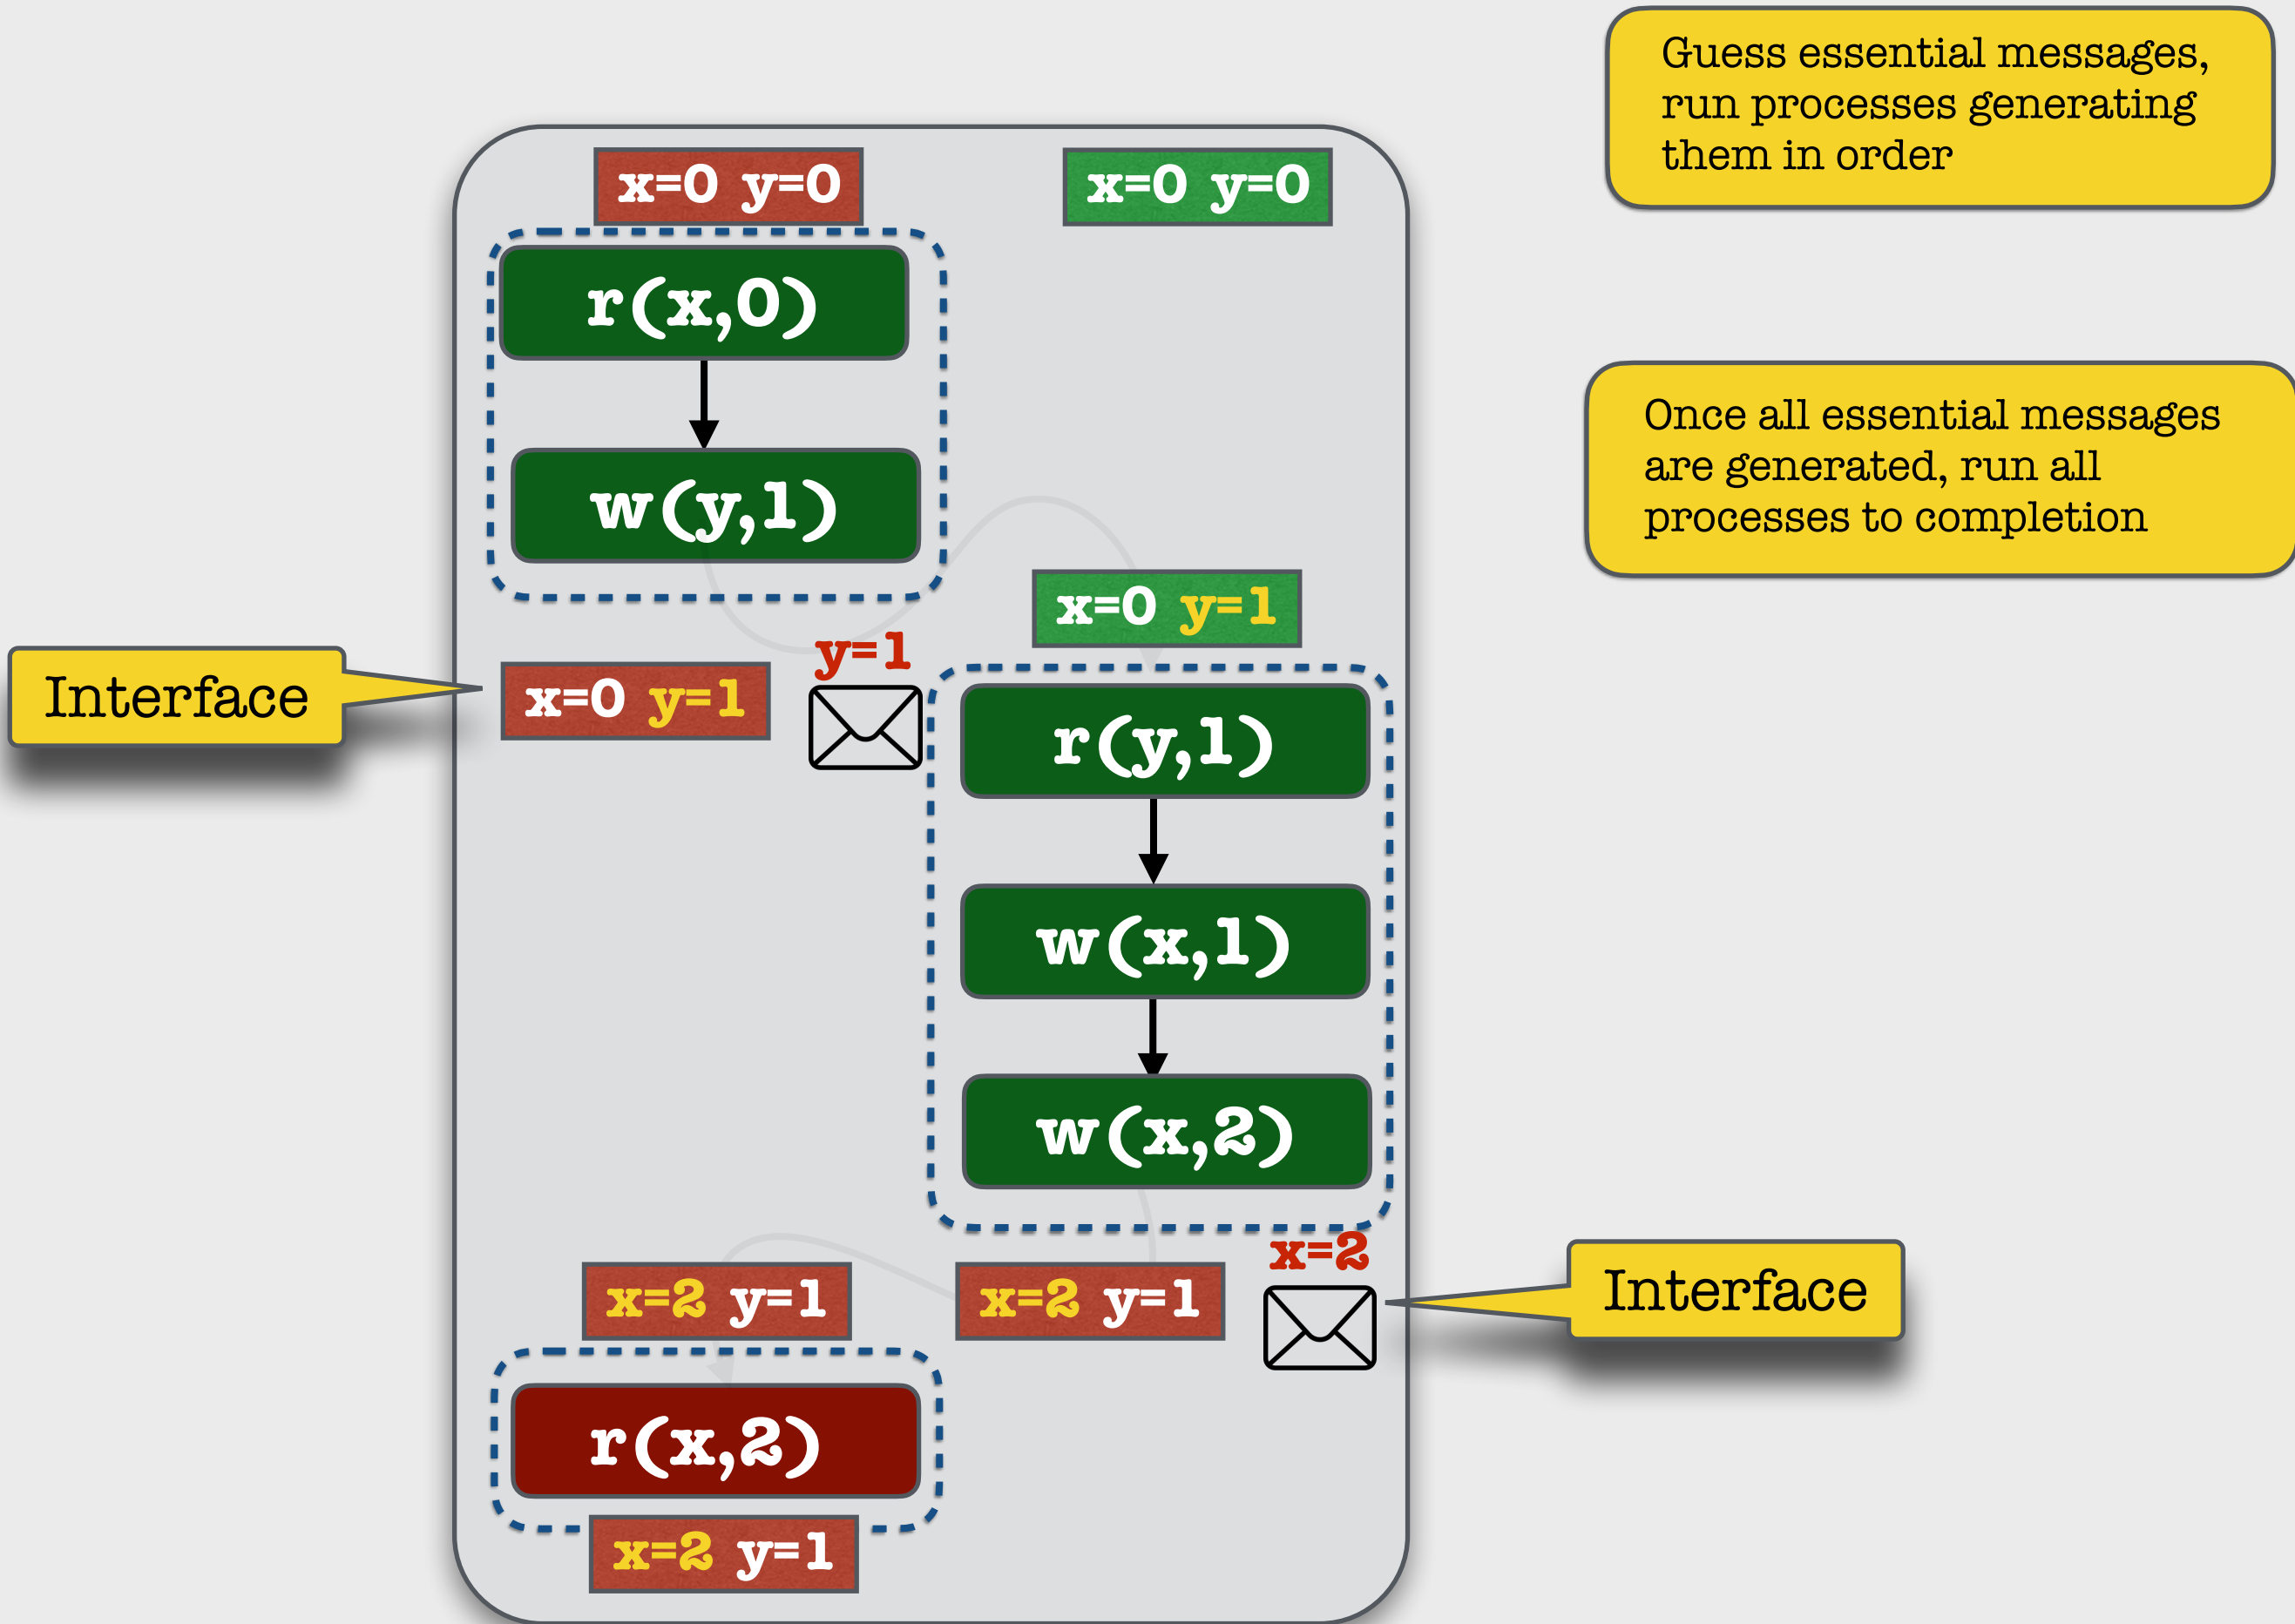 Guess essential messages,
run processes generating
them in order
x=0 y=0
x=0 y=0
r(x,0)
Once all essential messages
are generated, run all
processes to completion
w(y,1)
x=0 y=1
y=1
Interface
x=0 y=1
r(y,1)
w(x,1)
w(x,2)
x=2
x=2 y=1
x=2 y=1
Interface
r(x,2)
x=2 y=1